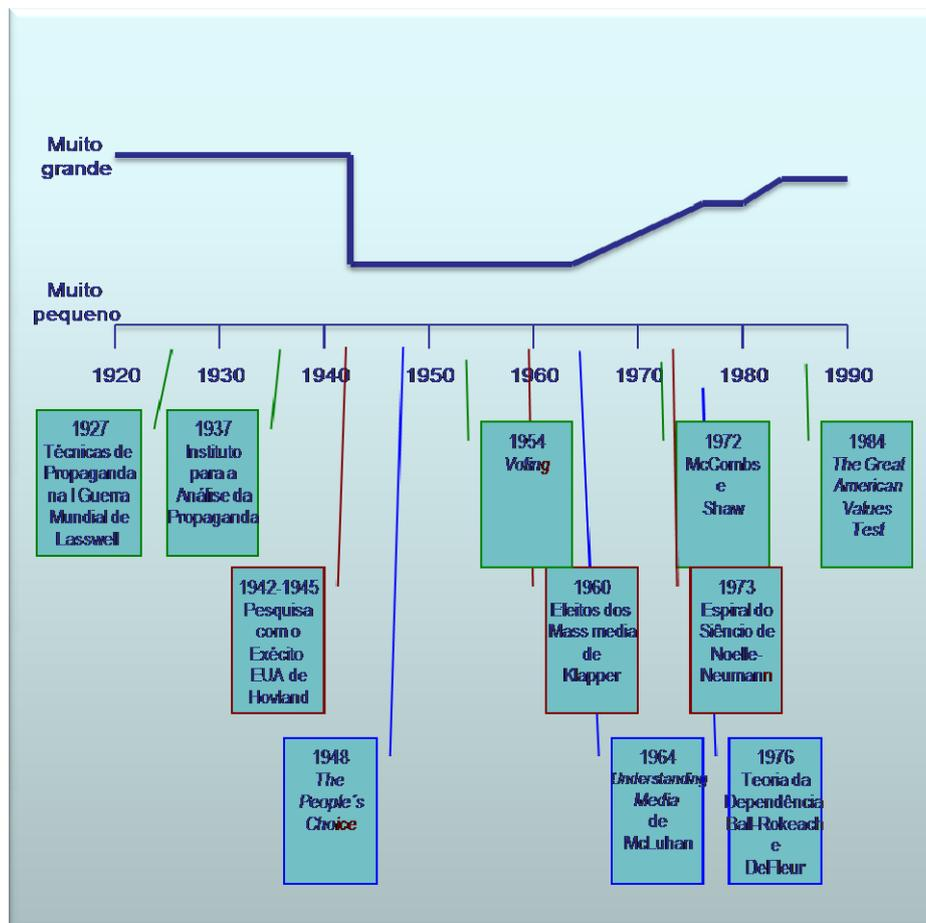 Muito
grande
Muito
pequeno
1920 1930 1940 1950 1960 1970 1980 1990
1927
Técnicas de
Propaganda
na I Guerra
Mundial de
Lasswell
1937
Instituto
para a
Análise da
Propaganda
1954
Voting
1972
McCombs
e
Shaw
1984
The Great
American
Values
Test
1942-1945
Pesquisa
com o
Exécito
EUA de
Hovland
1960
Efeitos dos
Mass media
de
Klapper
1973
Espiral do
Siêncio de
Noelle-
Neumann
1948
The
People´s
Choice
1964
Understanding
Media
de
McLuhan
1976
Teoria da
Dependência
Ball-Rokeach
e
DeFleur